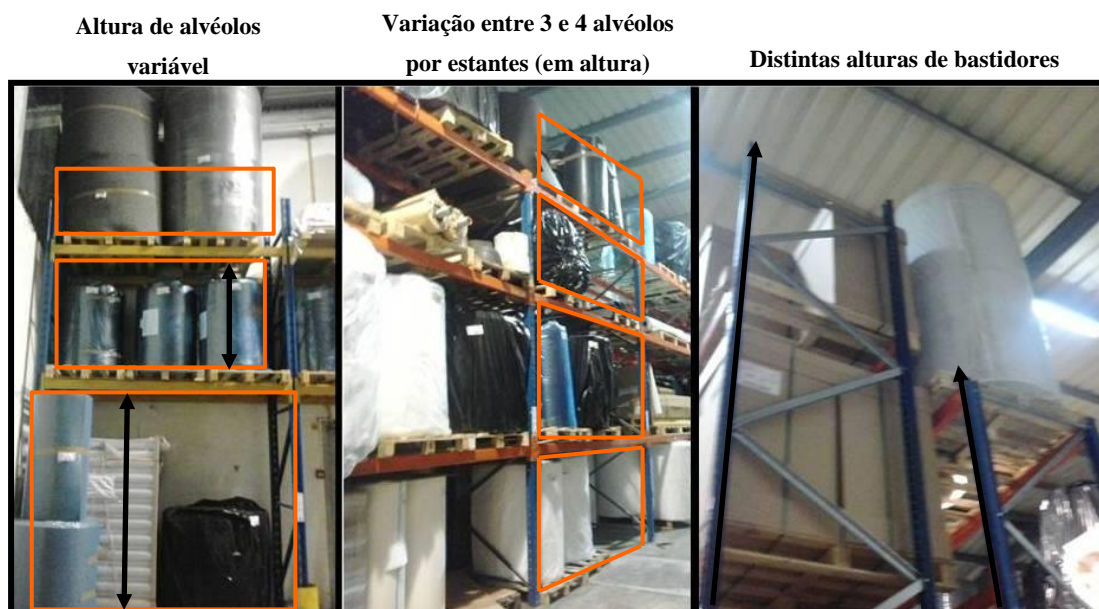 Altura de alvéolos
variável
Variação entre 3 e 4 alvéolos
por estantes (em altura)
Distintas alturas de bastidores